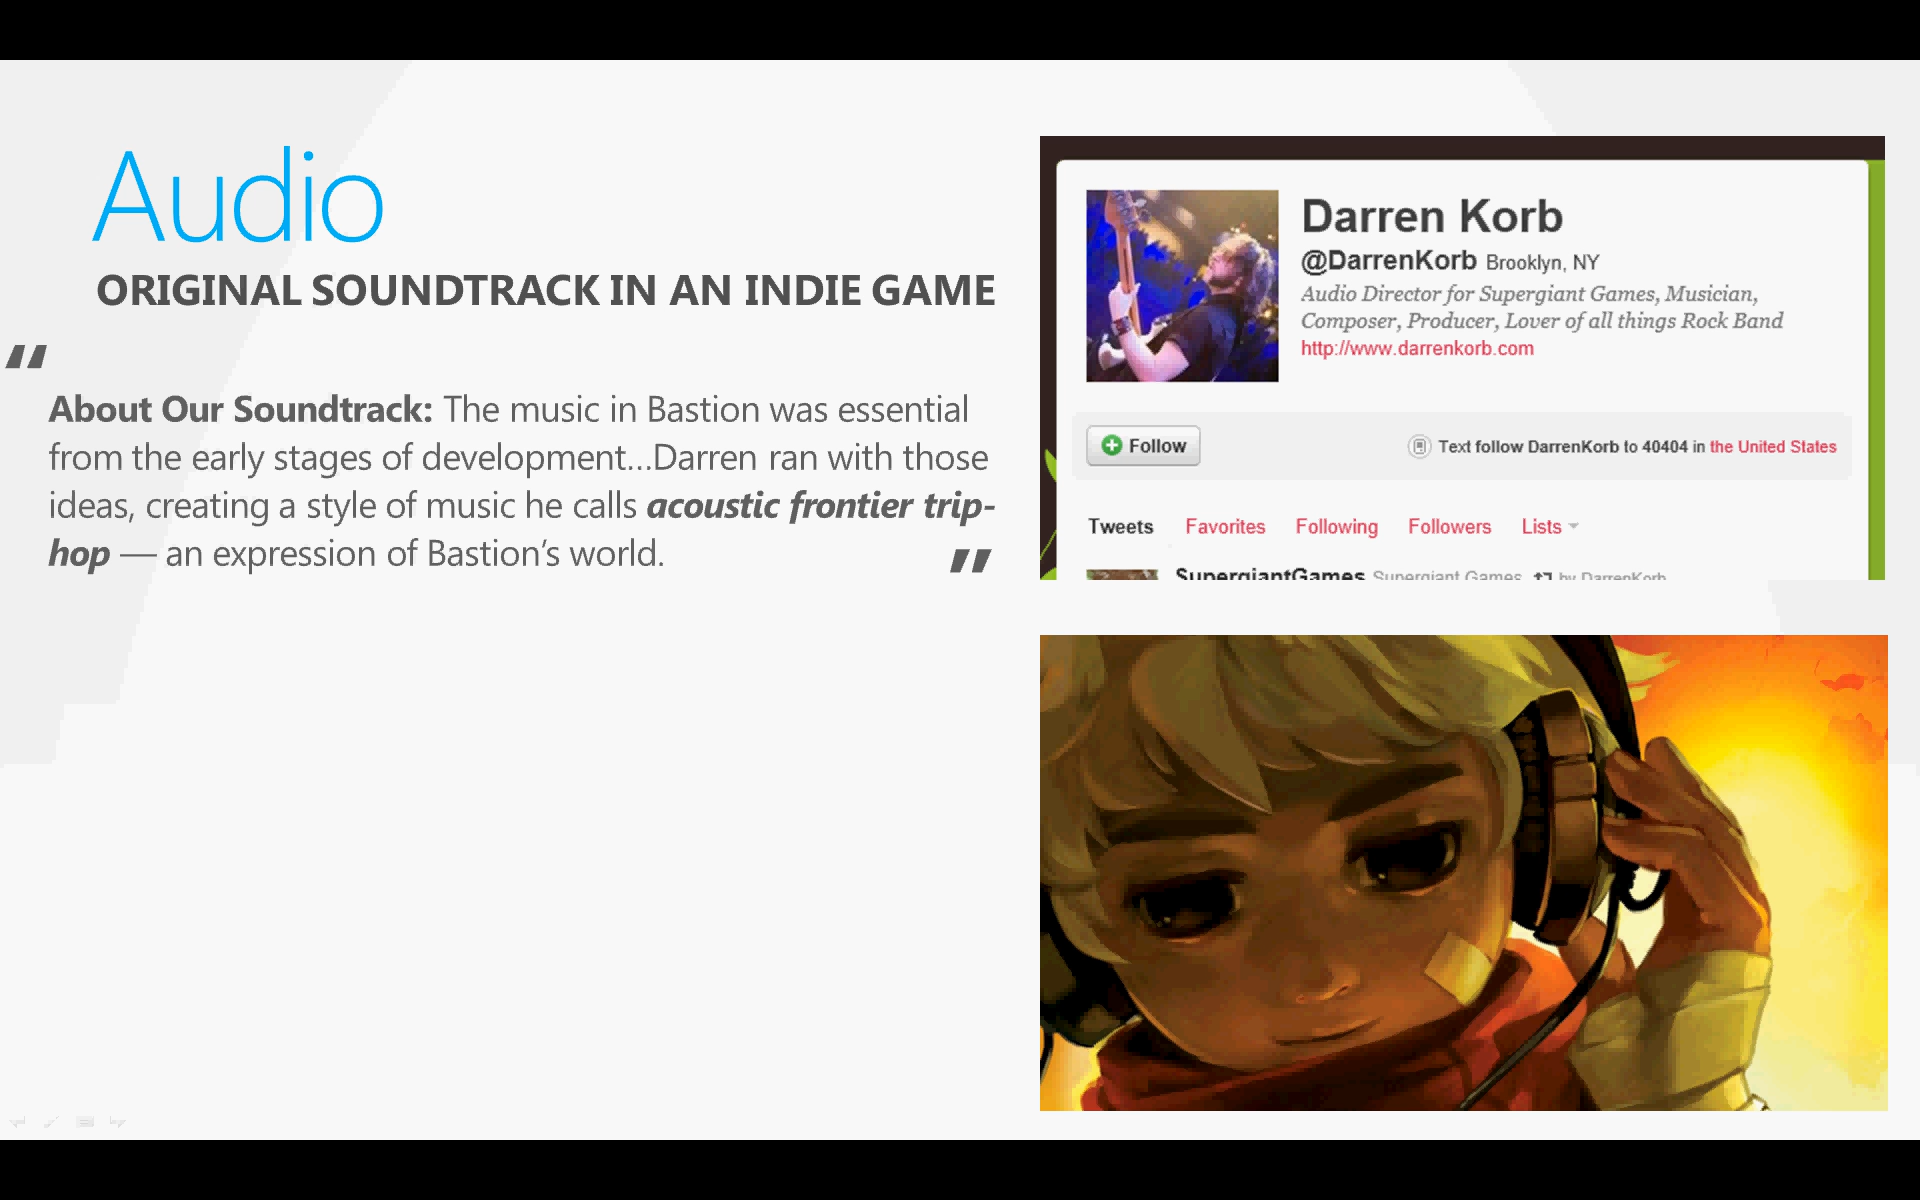 Audio
ORIGINAL SOUNDTRACK IN AN INDIE GAME
“
About Our Soundtrack: The music in Bastion was essential
from the early stages of development...Darren ran with those
ideas, creating a style of music he calls acoustic frontier trip-
hop — an expression of Bastion’s world.
”
Darren Korb
@DarrenKorb Brooklyn, NY
Audio Director for Supergiant Games, Musician,
Composer, Producer, Lover of all things Rock Band
http://www.darrenkorb.com
Follow
Text follow DarrenKorb to 40404 in the United States
Tweets Favorites Following Followers Lists
SupergiantGames Supergiant Games by DarrenKorb